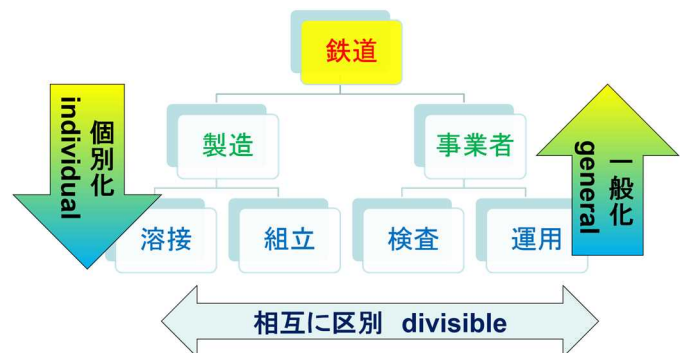 鉄道
個別化
individual
製造
事業者
一般化
general
溶接
組立
検査
運用
相互に区別 divisible